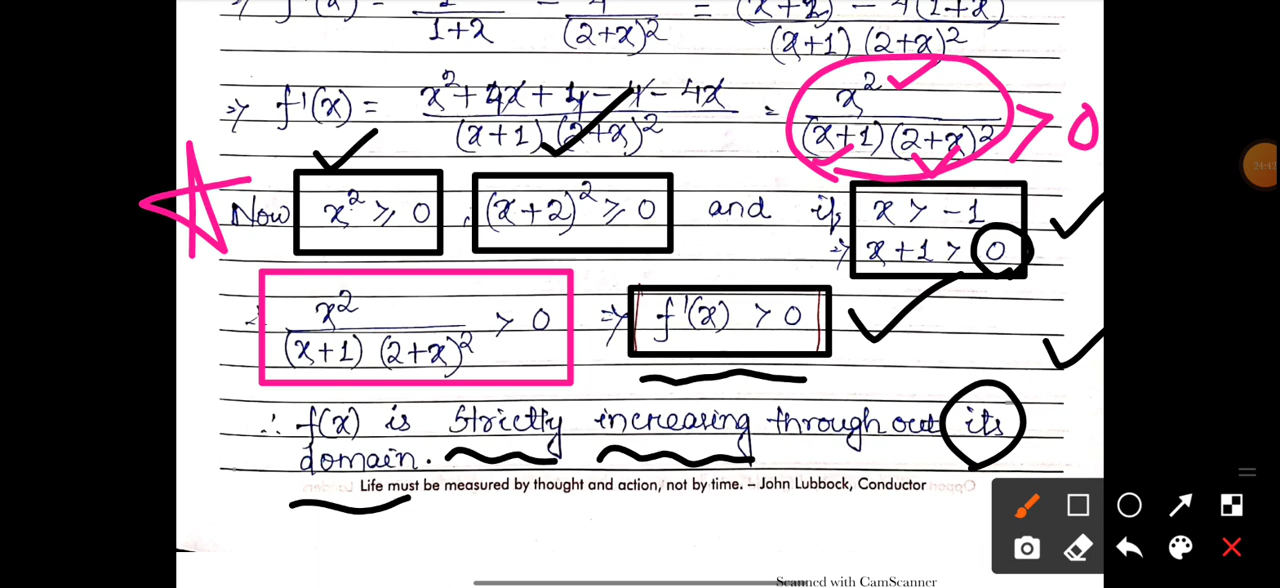 ⇒ f'(x) = 1/(1+x) - 4/(2+x)² = (x+2)² - 4(1+x)/(x+1)(2+x)²
⇒ f'(x) = x² + 4x + 4 - 4 - 4x/(x+1)(2+x)² = x²/(x+1)(2+x)² > 0
Now x² ≥ 0, (x+2)² ≥ 0 and if x > -1
⇒ x+1 > 0
∴ x²/(x+1)(2+x)² > 0 ⇒ f'(x) > 0
∴ f(x) is strictly increasing through out its
domain.
Life must be measured by thought and action, not by time. – John Lubbock, Conductor
Scanned with CamScanner